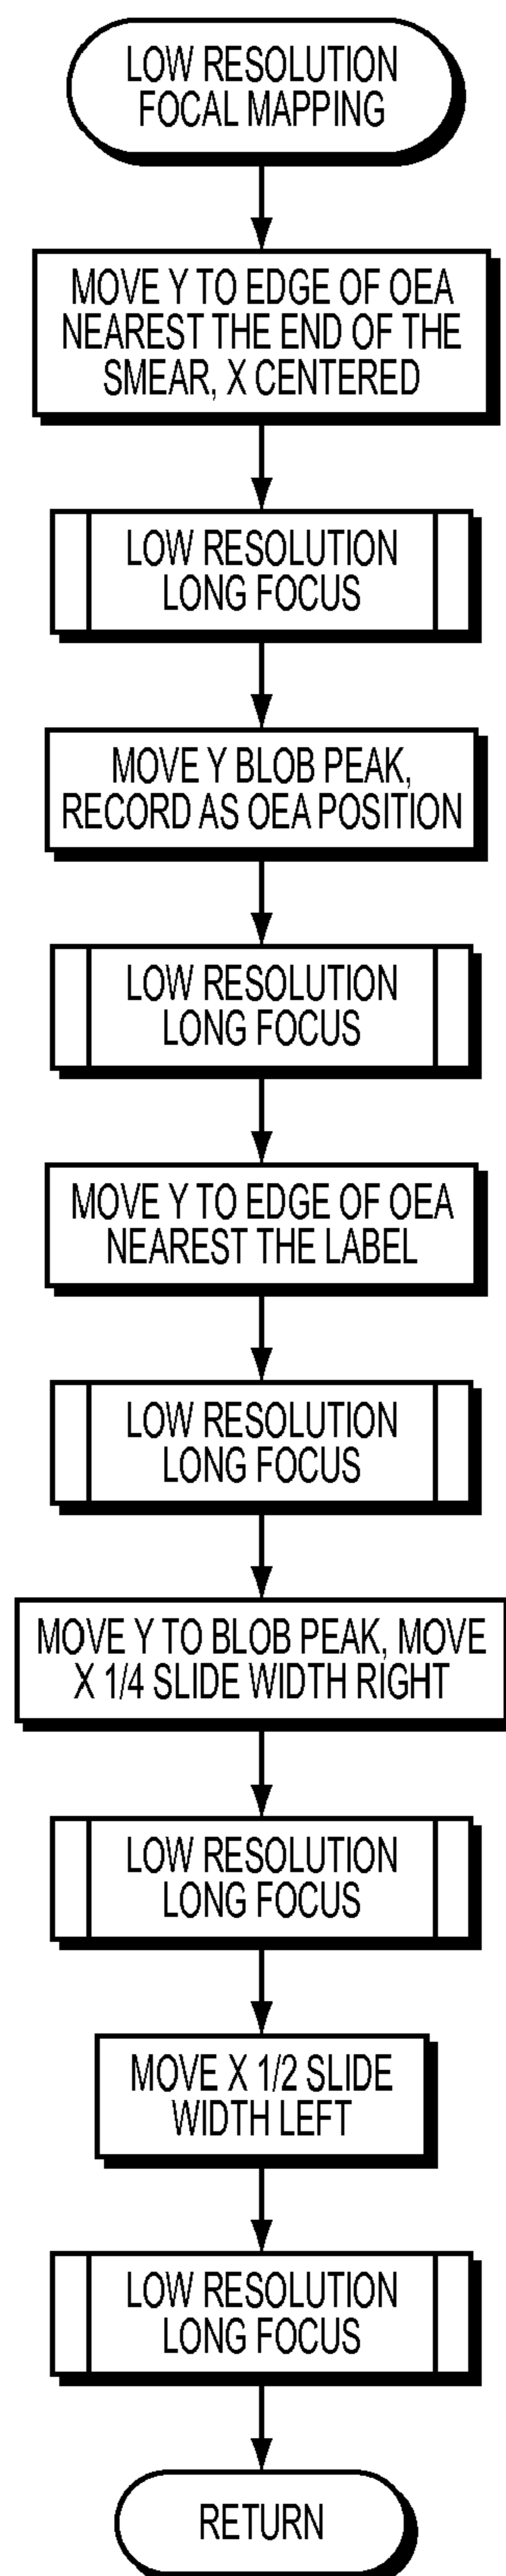 LOW RESOLUTION
FOCAL MAPPING
MOVE Y TO EDGE OF OEA
NEAREST THE END OF THE
SMEAR, X CENTERED
LOW RESOLUTION
LONG FOCUS
MOVE Y BLOB PEAK,
RECORD AS OEA POSITION
LOW RESOLUTION
LONG FOCUS
MOVE Y TO EDGE OF OEA
NEAREST THE LABEL
LOW RESOLUTION
LONG FOCUS
MOVE Y TO BLOB PEAK, MOVE
X 1/4 SLIDE WIDTH RIGHT
LOW RESOLUTION
LONG FOCUS
MOVE X 1/2 SLIDE
WIDTH LEFT
LOW RESOLUTION
LONG FOCUS
RETURN